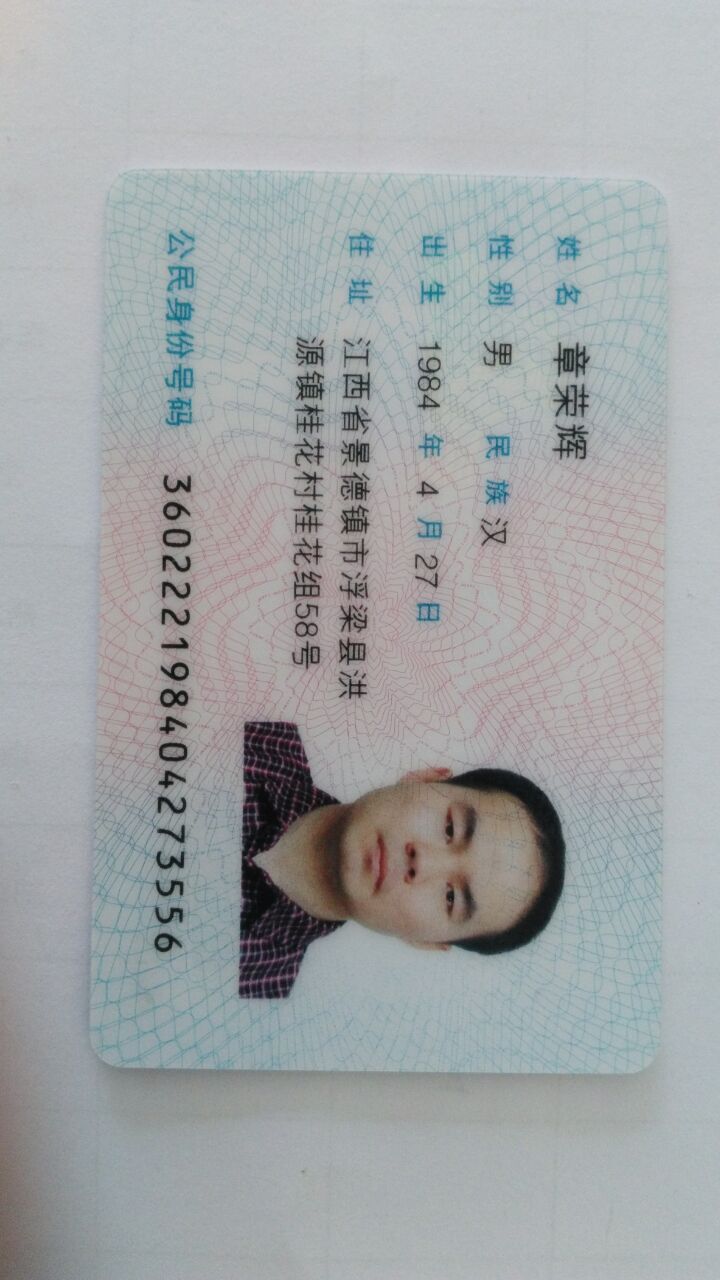 姓名 章荣辉
性别 男 民族 汉
出生 1984 年 4 月 27 日
住址 江西省景德镇市浮梁县洪
源镇桂花村桂花组58号
公民身份号码 360222198404273556